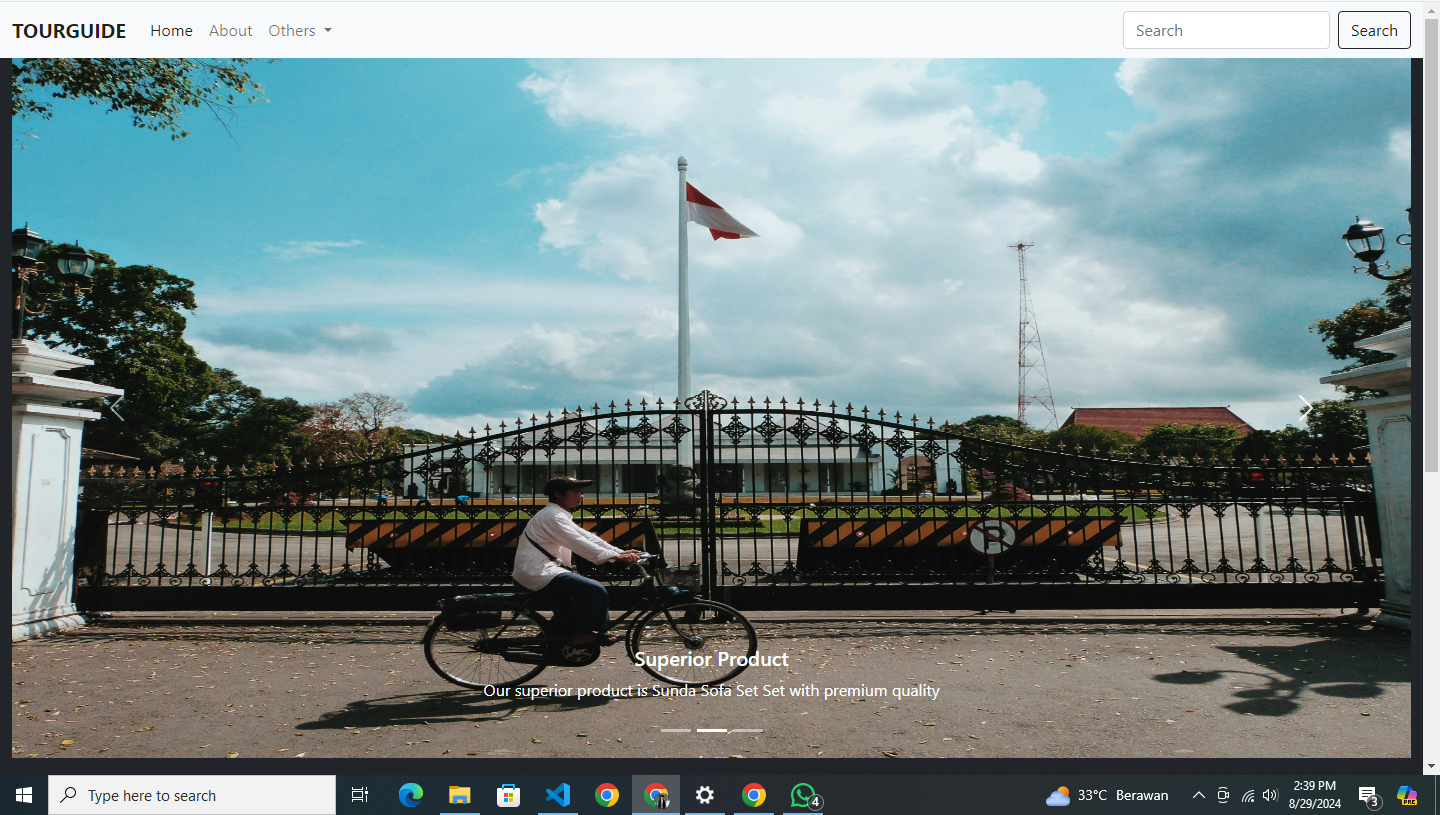 TOURGUIDE Home About Others Search Search
Superior Product
Our superior product is Sunda Sofa Set Set with premium quality
Type here to search 4 33°C Berawan 2:39 PM 3 PRE
8/29/2024